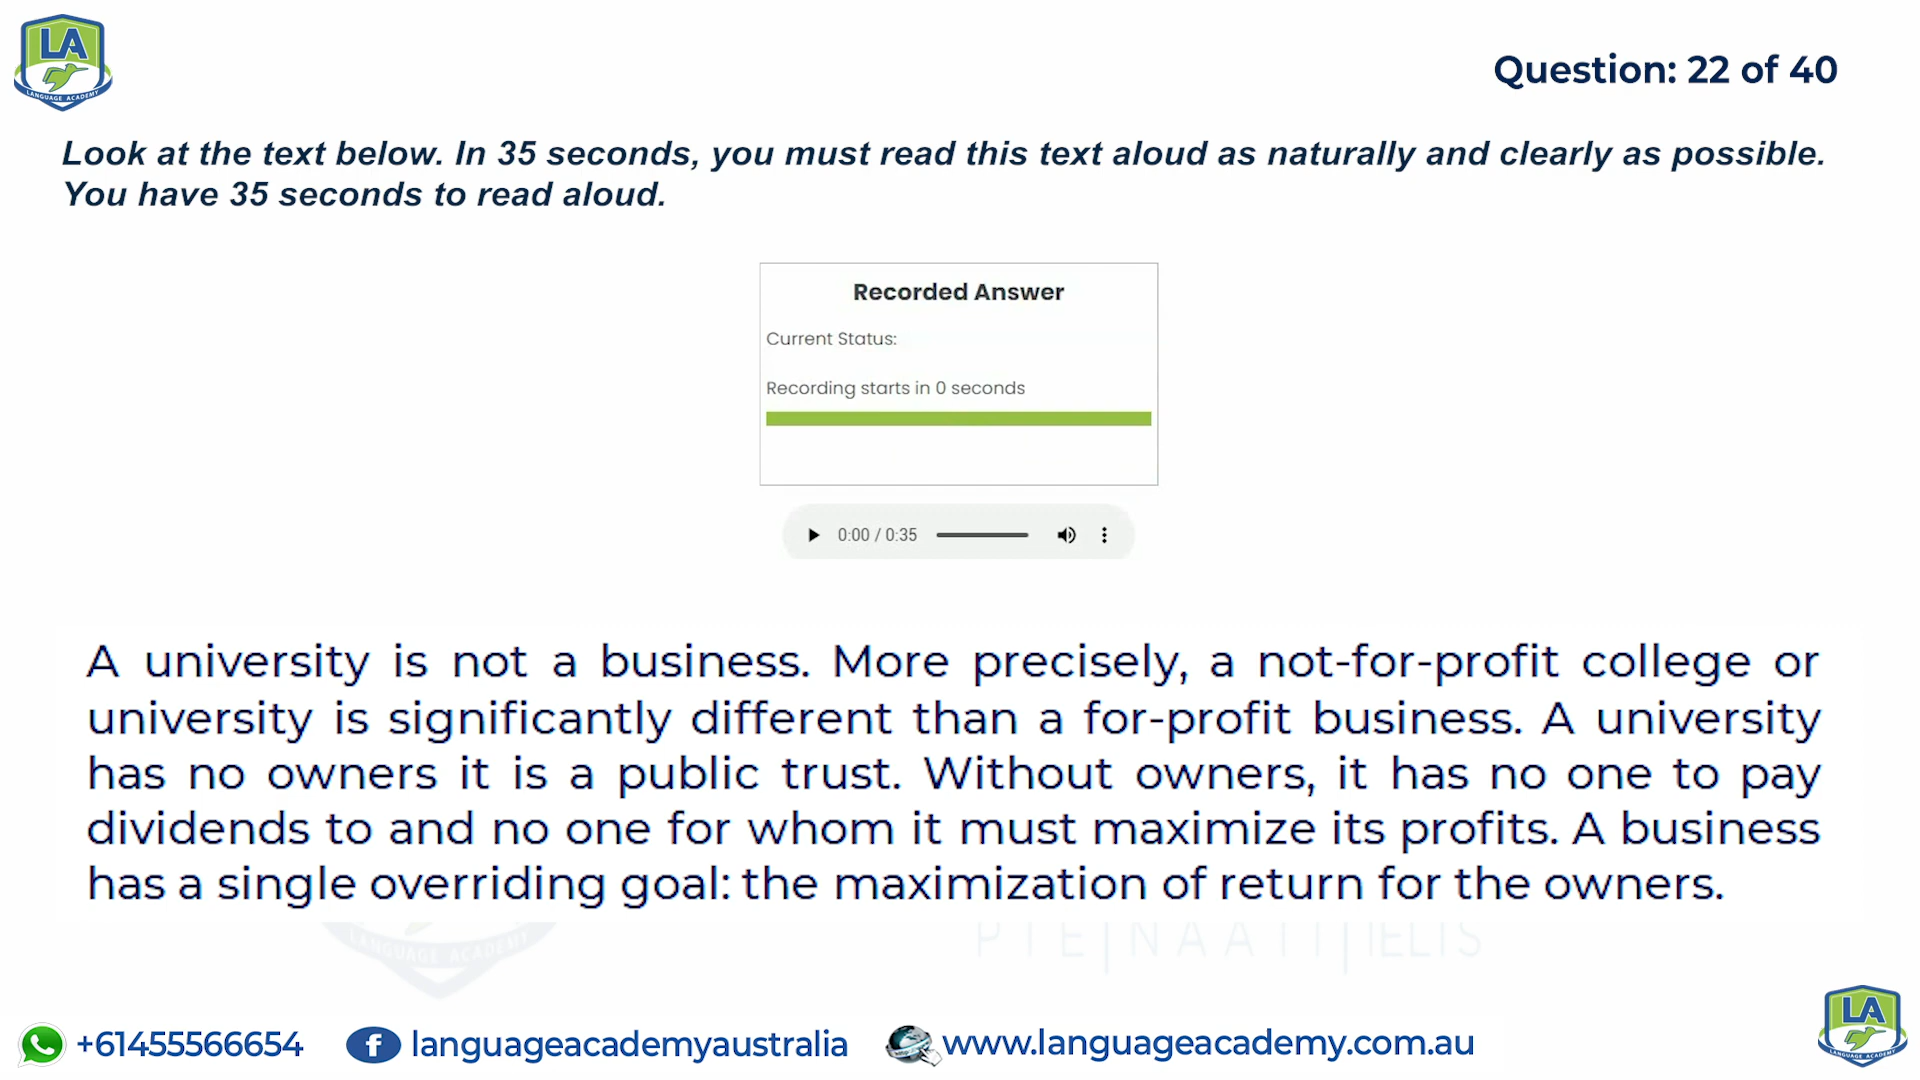 LA
LANGUAGE ACADEMY
Question: 22 of 40
Look at the text below. In 35 seconds, you must read this text aloud as naturally and clearly as possible.
You have 35 seconds to read aloud.
Recorded Answer
Current Status:
Recording starts in 0 seconds
0:00 / 0:35
A university is not a business. More precisely, a not-for-profit college or
university is significantly different than a for-profit business. A university
has no owners it is a public trust. Without owners, it has no one to pay
dividends to and no one for whom it must maximize its profits. A business
has a single overriding goal: the maximization of return for the owners.
LANGUAGE ACADEMY
PTE|NAATI|IELTS
+61455566654
f
languageacademyaustralia
www.languageacademy.com.au
LA
LANGUAGE ACADEMY